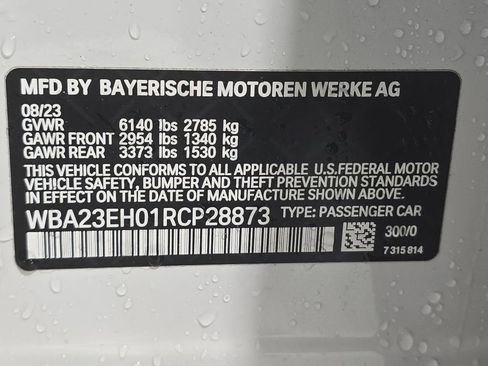 MFD BY BAYERISCHE MOTOREN WERKE AG
08/23
GVWR 6140 lbs 2785 kg
GAWR FRONT 2954 lbs 1340 kg
GAWR REAR 3373 lbs 1530 kg
THIS VEHICLE CONFORMS TO ALL APPLICABLE U.S.FEDERAL MOTOR
VEHICLE SAFETY, BUMPER AND THEFT PREVENTION STANDARDS
IN EFFECT ON THE DATE OF MANUFACTURE SHOWN ABOVE.
WBA23EH01RCP28873 TYPE: PASSENGER CAR
300/0
7 315 814